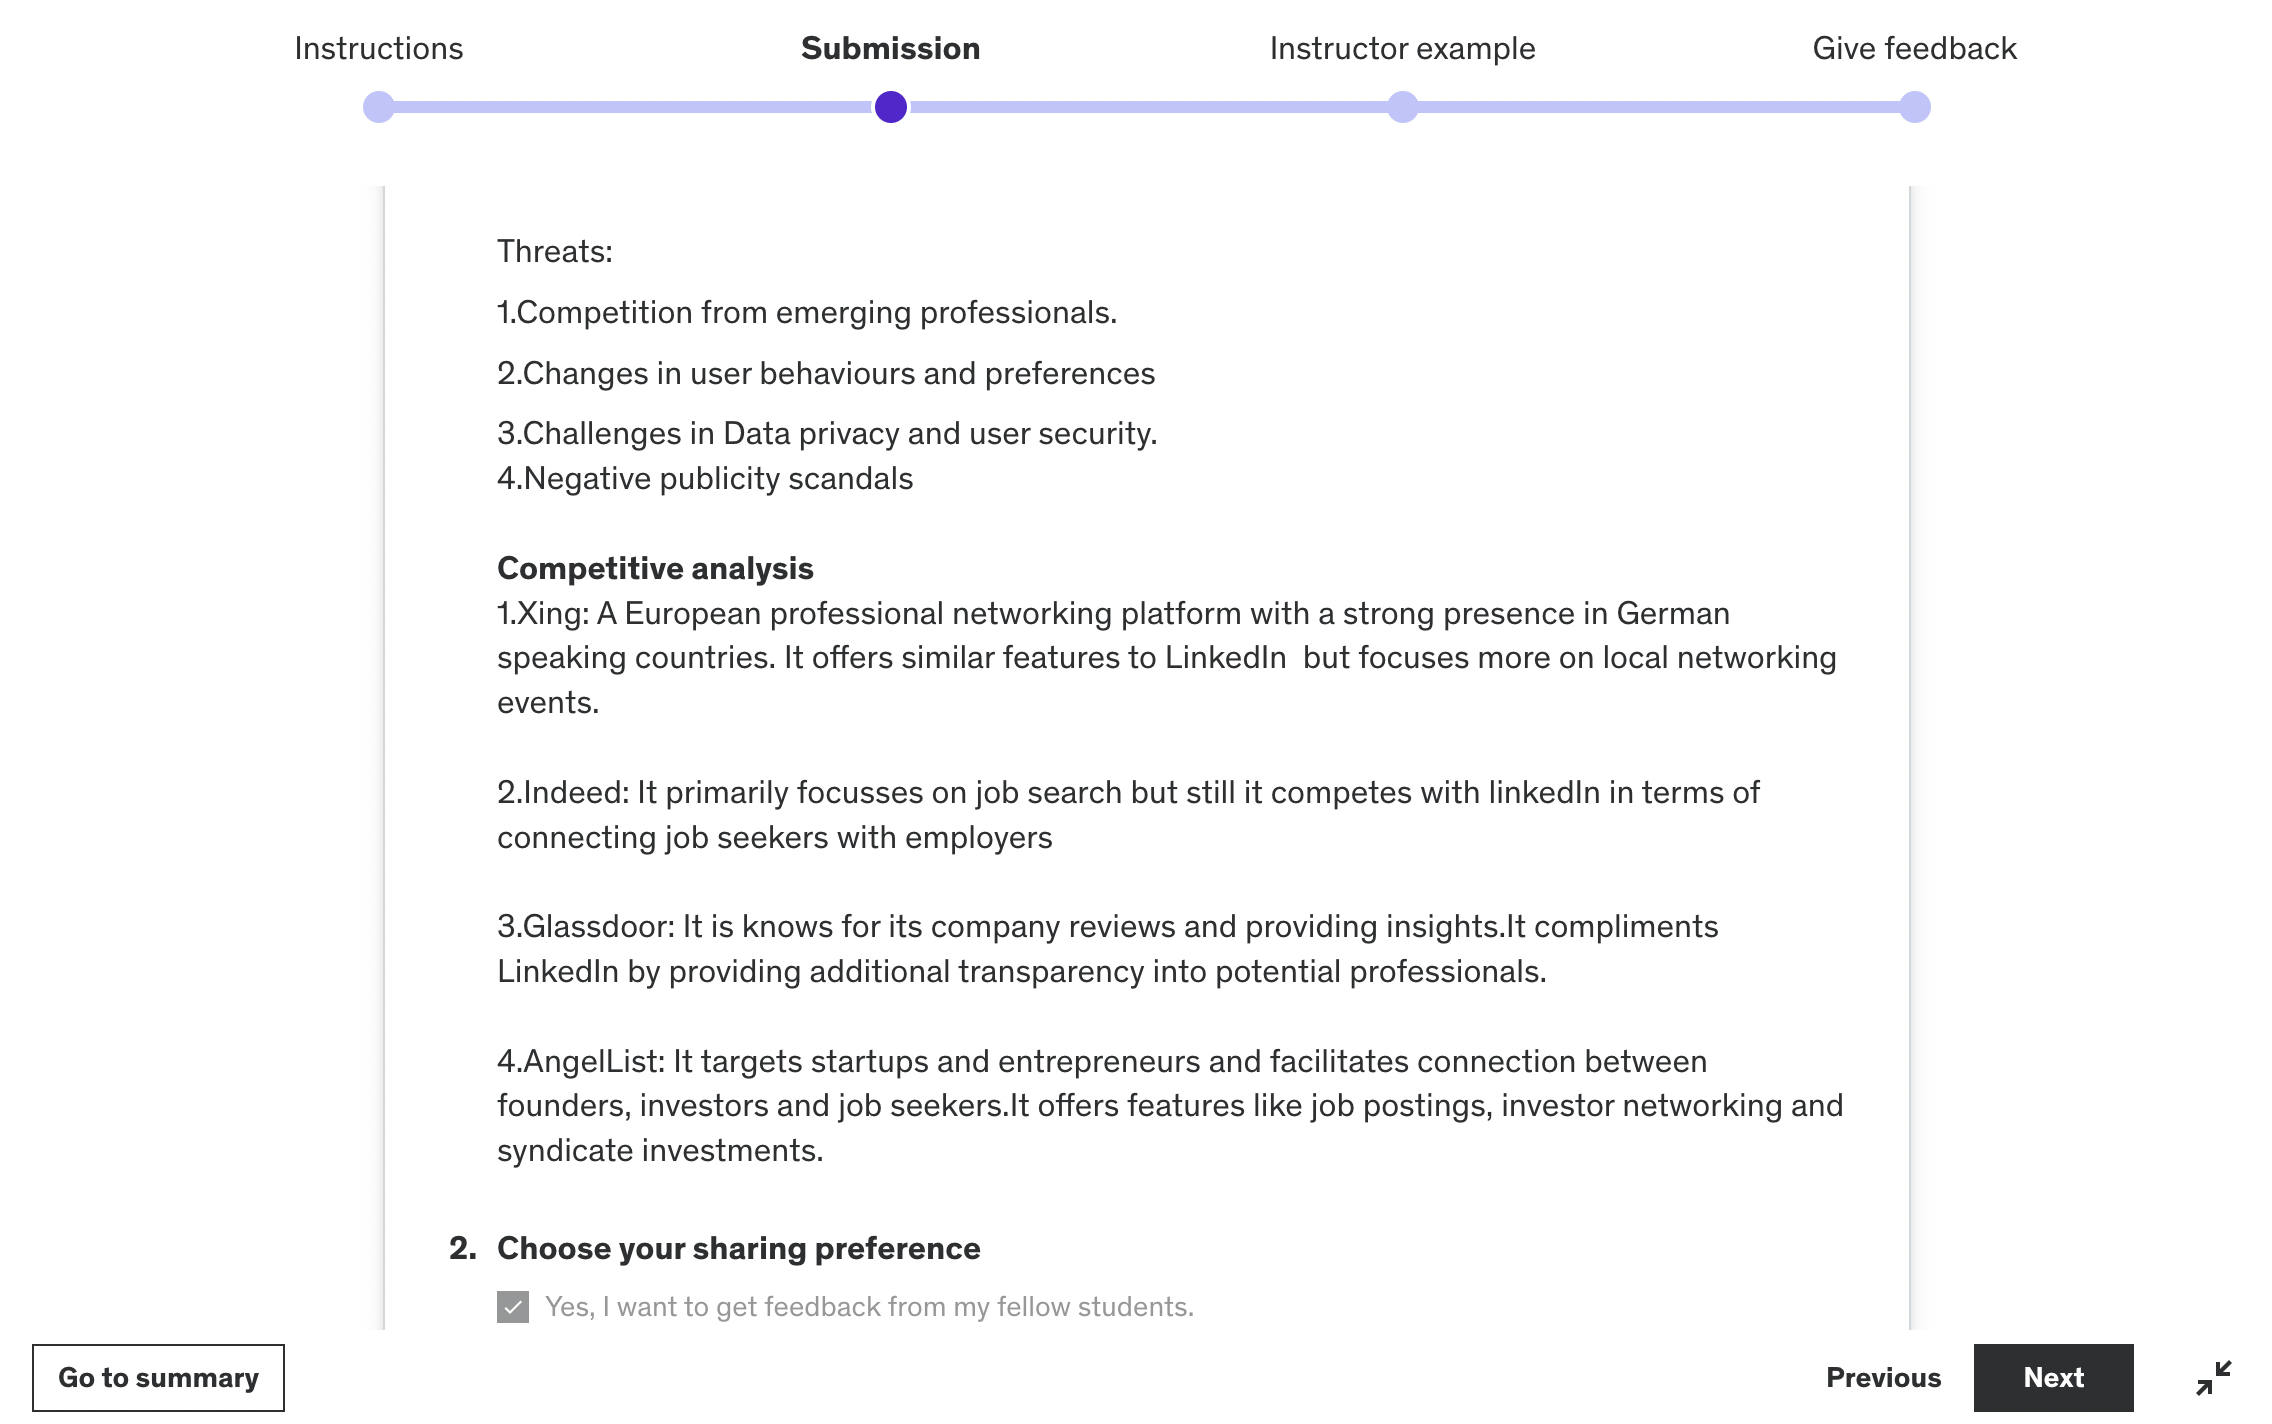 Instructions
Submission
Instructor example
Give feedback
Threats:
1.Competition from emerging professionals.
2.Changes in user behaviours and preferences
3.Challenges in Data privacy and user security.
4.Negative publicity scandals
Competitive analysis
1.Xing: A European professional networking platform with a strong presence in German
speaking countries. It offers similar features to LinkedIn  but focuses more on local networking
events.
2.Indeed: It primarily focusses on job search but still it competes with linkedIn in terms of
connecting job seekers with employers
3.Glassdoor: It is knows for its company reviews and providing insights.It compliments
LinkedIn by providing additional transparency into potential professionals.
4.AngelList: It targets startups and entrepreneurs and facilitates connection between
founders, investors and job seekers.It offers features like job postings, investor networking and
syndicate investments.
2. Choose your sharing preference
Yes, I want to get feedback from my fellow students.
Go to summary
Previous
Next